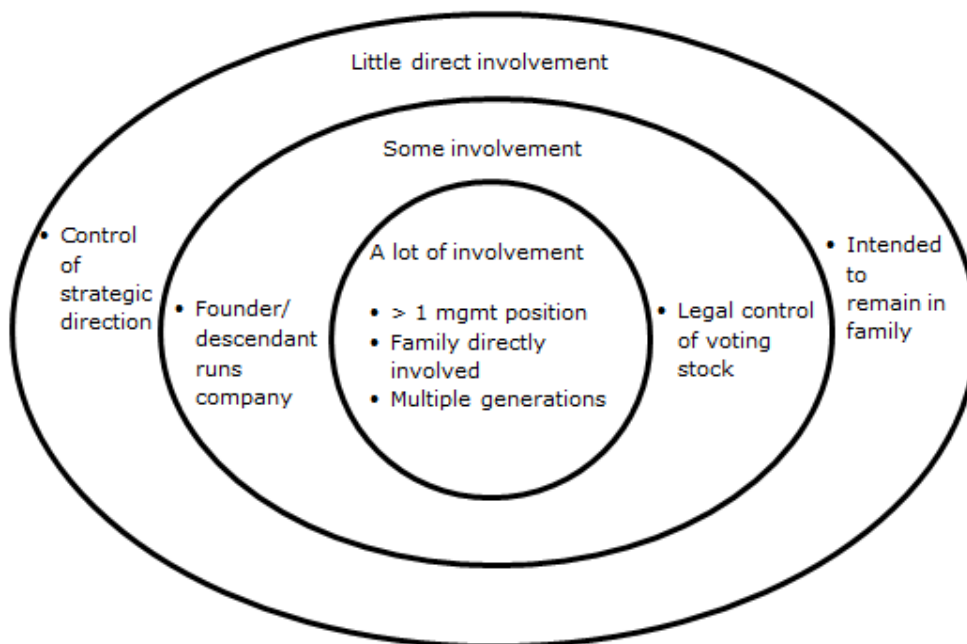 Little direct involvement
Some involvement
• Control
of
strategic
direction
• Founder/
descendant
runs
company
A lot of involvement
• > 1 mgmt position
• Family directly
involved
• Multiple generations
• Legal control
of voting
stock
• Intended
to
remain in
family